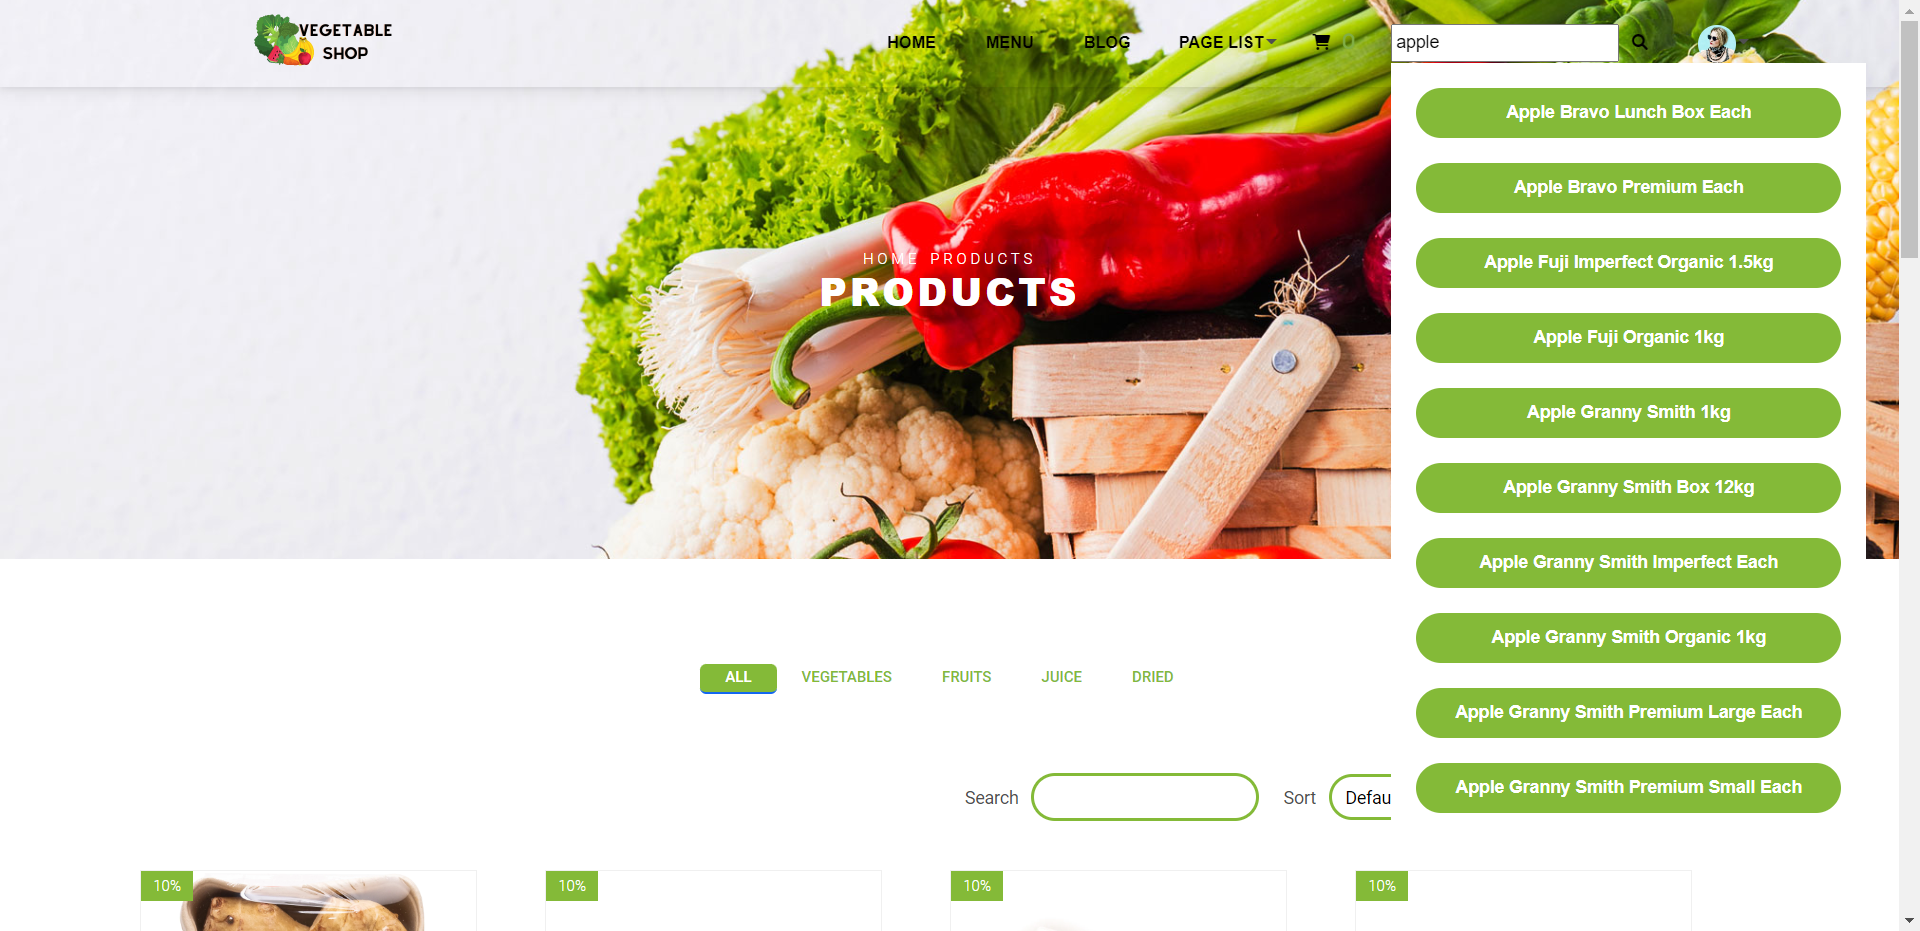 VEGETABLE
SHOP
HOME
MENU
BLOG
PAGE LIST
0
apple
Apple Bravo Lunch Box Each
Apple Bravo Premium Each
Apple Fuji Imperfect Organic 1.5kg
Apple Fuji Organic 1kg
Apple Granny Smith 1kg
Apple Granny Smith Box 12kg
Apple Granny Smith Imperfect Each
Apple Granny Smith Organic 1kg
Apple Granny Smith Premium Large Each
Apple Granny Smith Premium Small Each
HOME PRODUCTS
PRODUCTS
ALL
VEGETABLES
FRUITS
JUICE
DRIED
Search
Sort
Defau
10%
10%
10%
10%